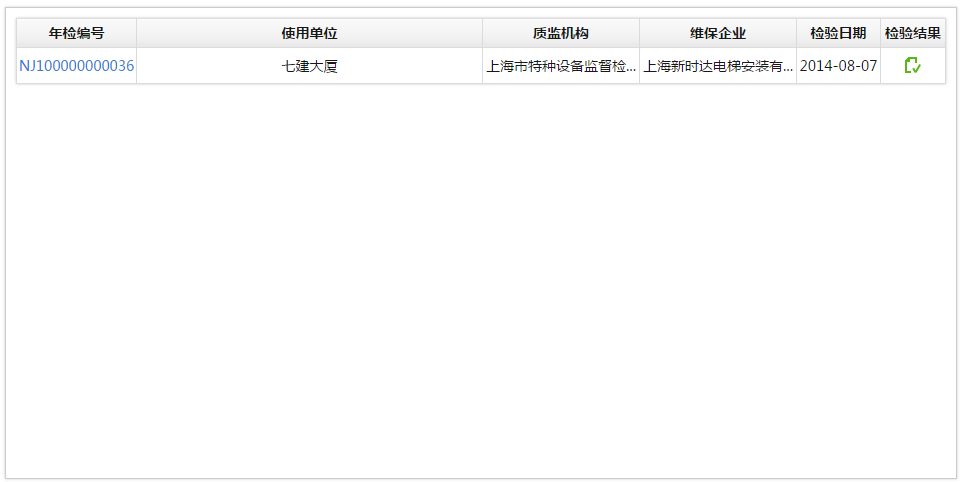 年检编号 使用单位 质监机构 维保企业 检验日期 检验结果
NJ100000000036 七建大厦 上海市特种设备监督检... 上海新时达电梯安装有... 2014-08-07